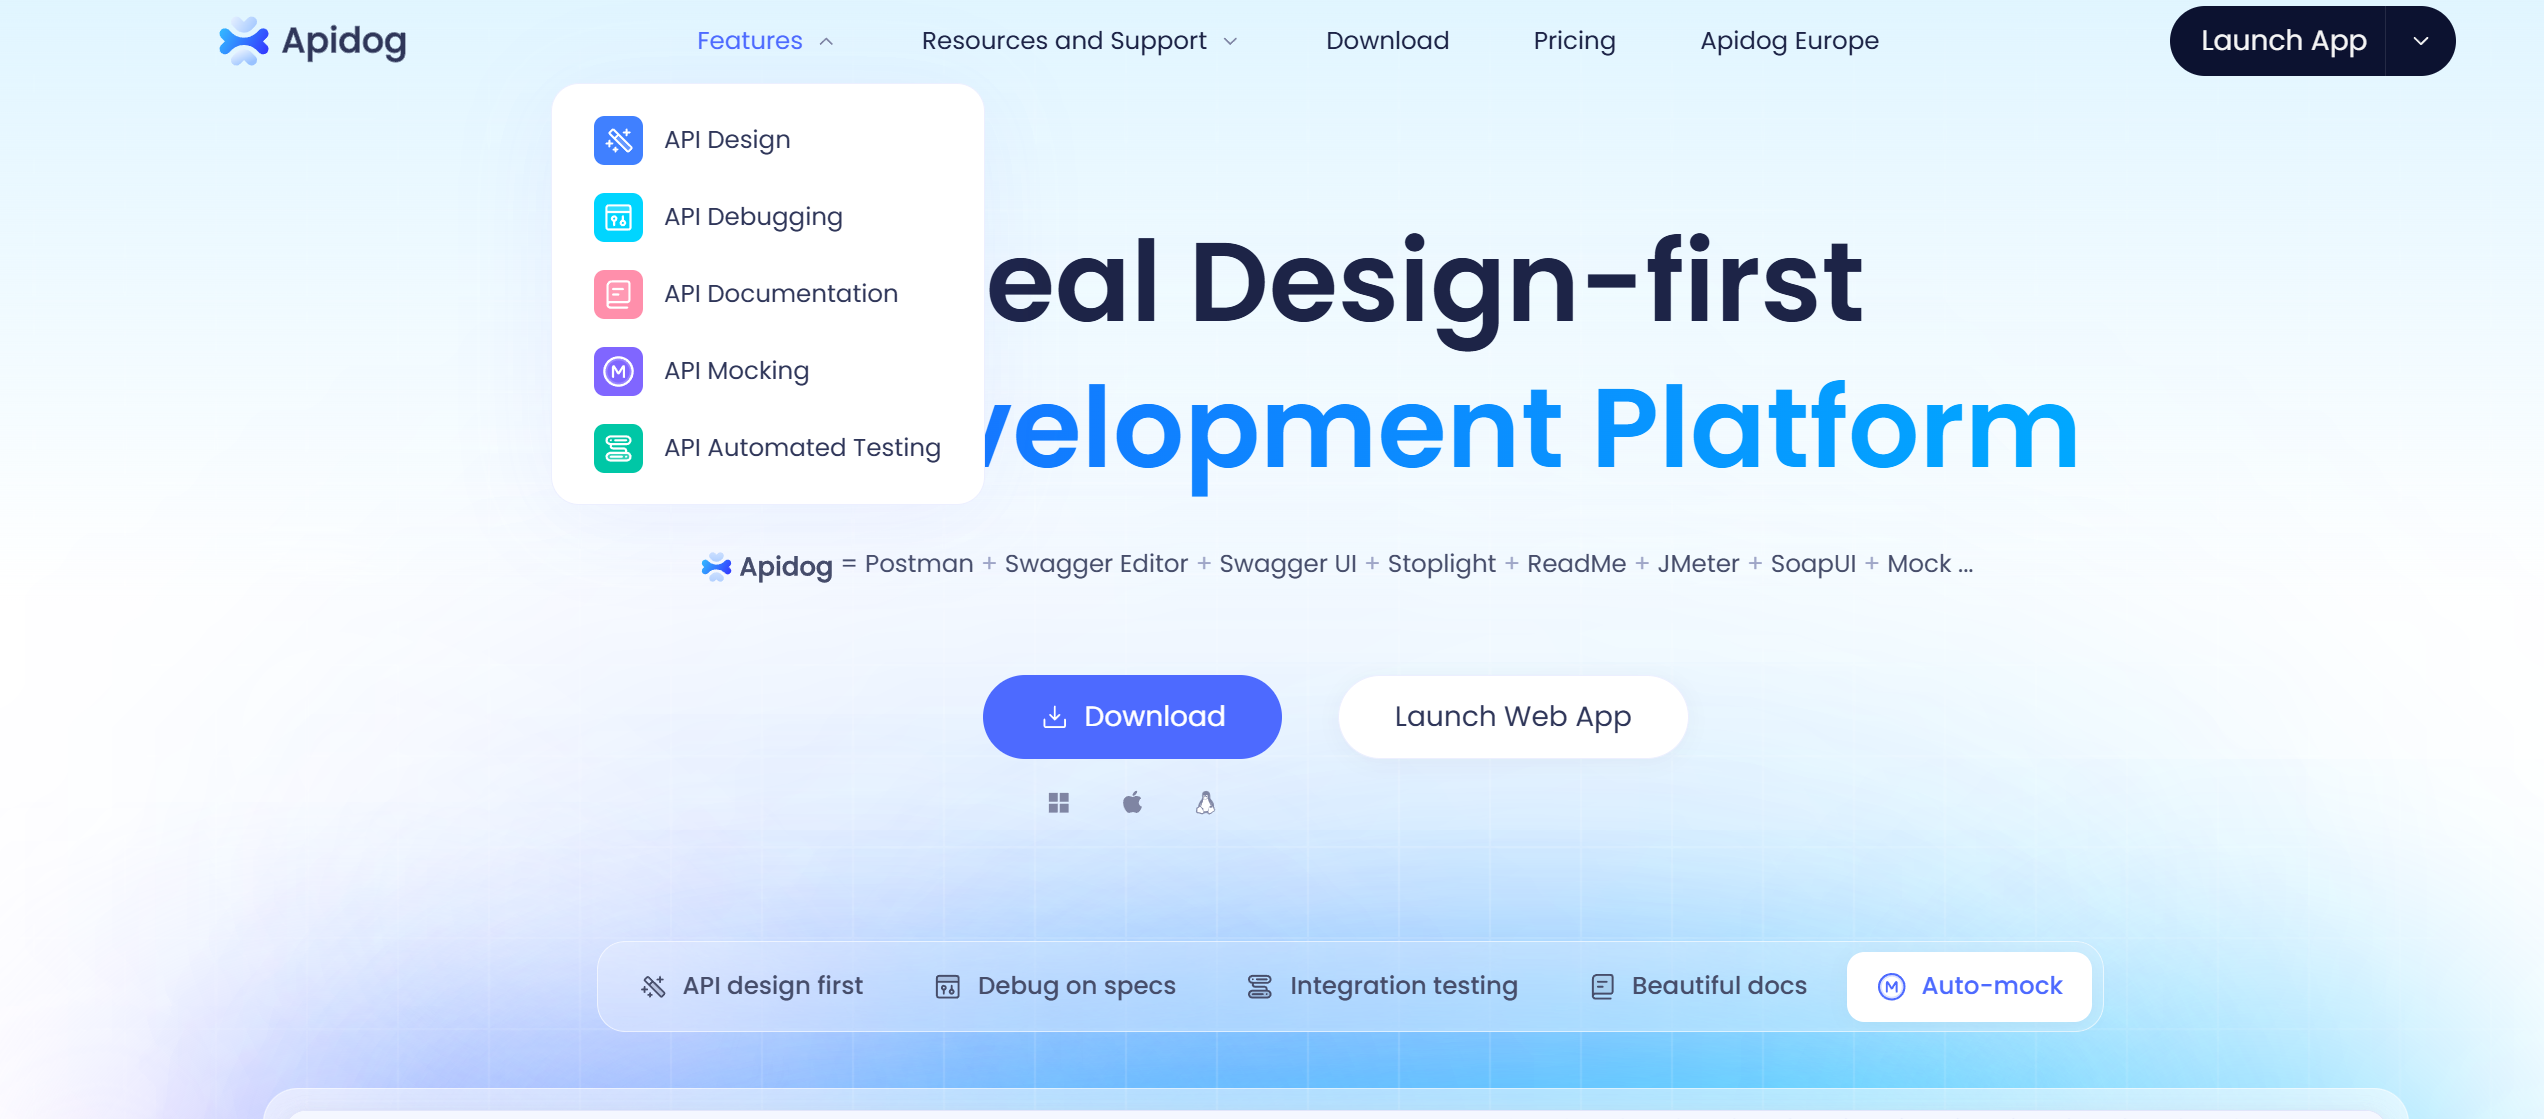 Apidog
Features
Resources and Support
Download
Pricing
Apidog Europe
Launch App
API Design
API Debugging
API Documentation
API Mocking
API Automated Testing
eal Design-first
velopment Platform
Apidog = Postman + Swagger Editor + Swagger UI + Stoplight + ReadMe + JMeter + SoapUI + Mock ...
Download
Launch Web App
API design first
Debug on specs
Integration testing
Beautiful docs
Auto-mock